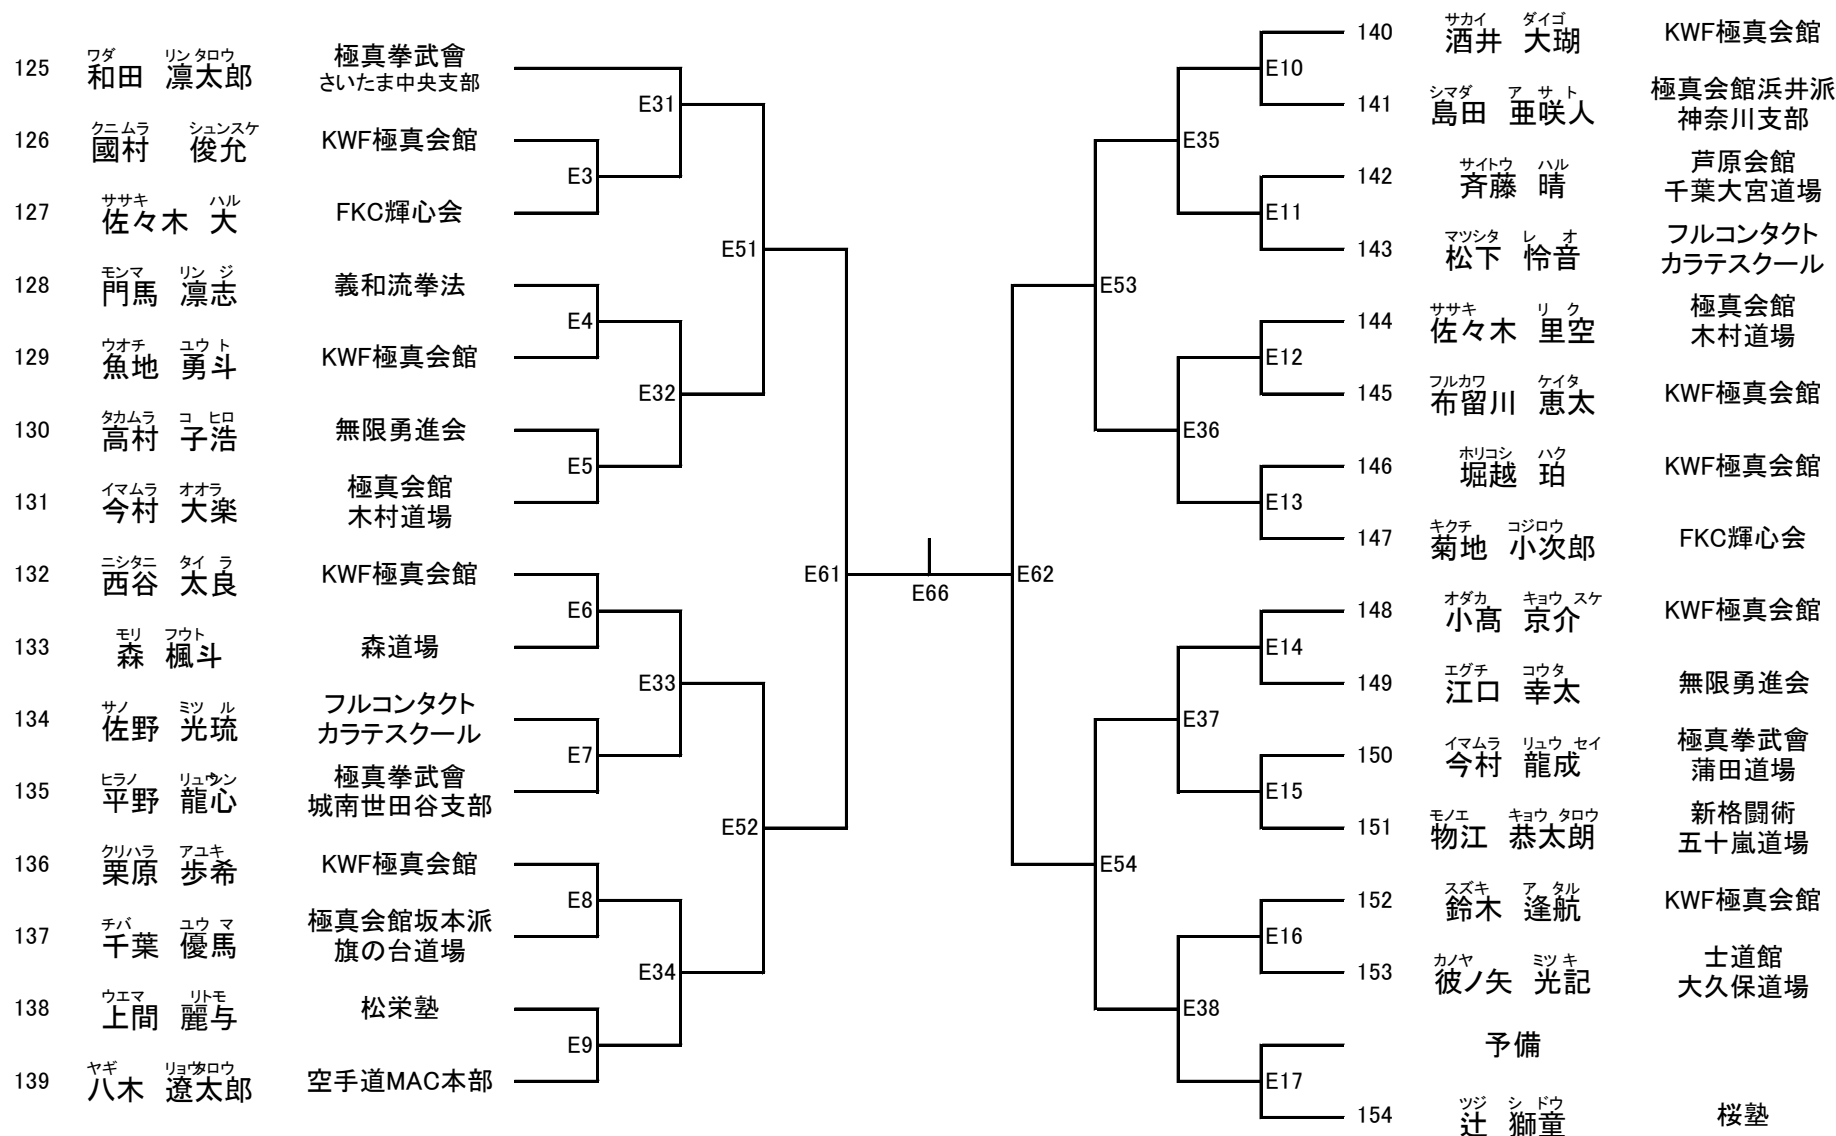 125 和田 凛太郎 ワダ リンタロウ 極真拳武會
さいたま中央支部
E31
126 國村 俊允 クニムラ シュンスケ KWF極真会館
E3
127 佐々木 大 ササキ ハル FKC輝心会
E51
128 門馬 凛志 モンマ リン ジ 義和流拳法
E4
129 魚地 勇斗 ウオチ ユウ ト KWF極真会館
E32
130 高村 子浩 タカムラ コ ヒロ 無限勇進会
E5
131 今村 大楽 イマムラ オオラ 極真会館
木村道場
E61
132 西谷 太良 ニシタニ タイ ラ KWF極真会館
E6
133 森 楓斗 モリ フウト 森道場
E33
134 佐野 光琉 サノ ミツ ル フルコンタクト
カラテスクール
E7
135 平野 龍心 ヒラノ リュウシン 極真拳武會
城南世田谷支部
E52
136 栗原 歩希 クリハラ アユキ KWF極真会館
E8
137 千葉 優馬 チバ ユウ マ 極真会館坂本派
旗の台道場
E34
138 上間 麗与 ウエマ リトモ 松栄塾
E9
139 八木 遼太郎 ヤギ リョウタロウ 空手道MAC本部
E66
140 酒井 大瑚 サカイ ダイゴ KWF極真会館
E10
141 島田 亜咲人 シマダ ア サ ト 極真会館浜井派
神奈川支部
E35
142 斉藤 晴 サイトウ ハル 芦原会館
千葉大宮道場
E11
143 松下 怜音 マツシタ レ オ フルコンタクト
カラテスクール
E53
144 佐々木 里空 ササキ リ ク 極真会館
木村道場
E12
145 布留川 恵太 フルカワ ケイタ KWF極真会館
E36
146 堀越 珀 ホリコシ ハク KWF極真会館
E13
147 菊地 小次郎 キクチ コジロウ FKC輝心会
E62
148 小髙 京介 オダカ キョウ スケ KWF極真会館
E14
149 江口 幸太 エグチ コウタ 無限勇進会
E37
150 今村 龍成 イマムラ リュウ セイ 極真拳武會
蒲田道場
E15
151 物江 恭太朗 モノエ キョウ タロウ 新格闘術
五十嵐道場
E54
152 鈴木 逢航 スズキ ア タル KWF極真会館
E16
153 彼ノ矢 光記 カノヤ ミツ キ 士道館
大久保道場
E38
予備
E17
154 辻 獅童 ツジ シ ドウ 桜塾